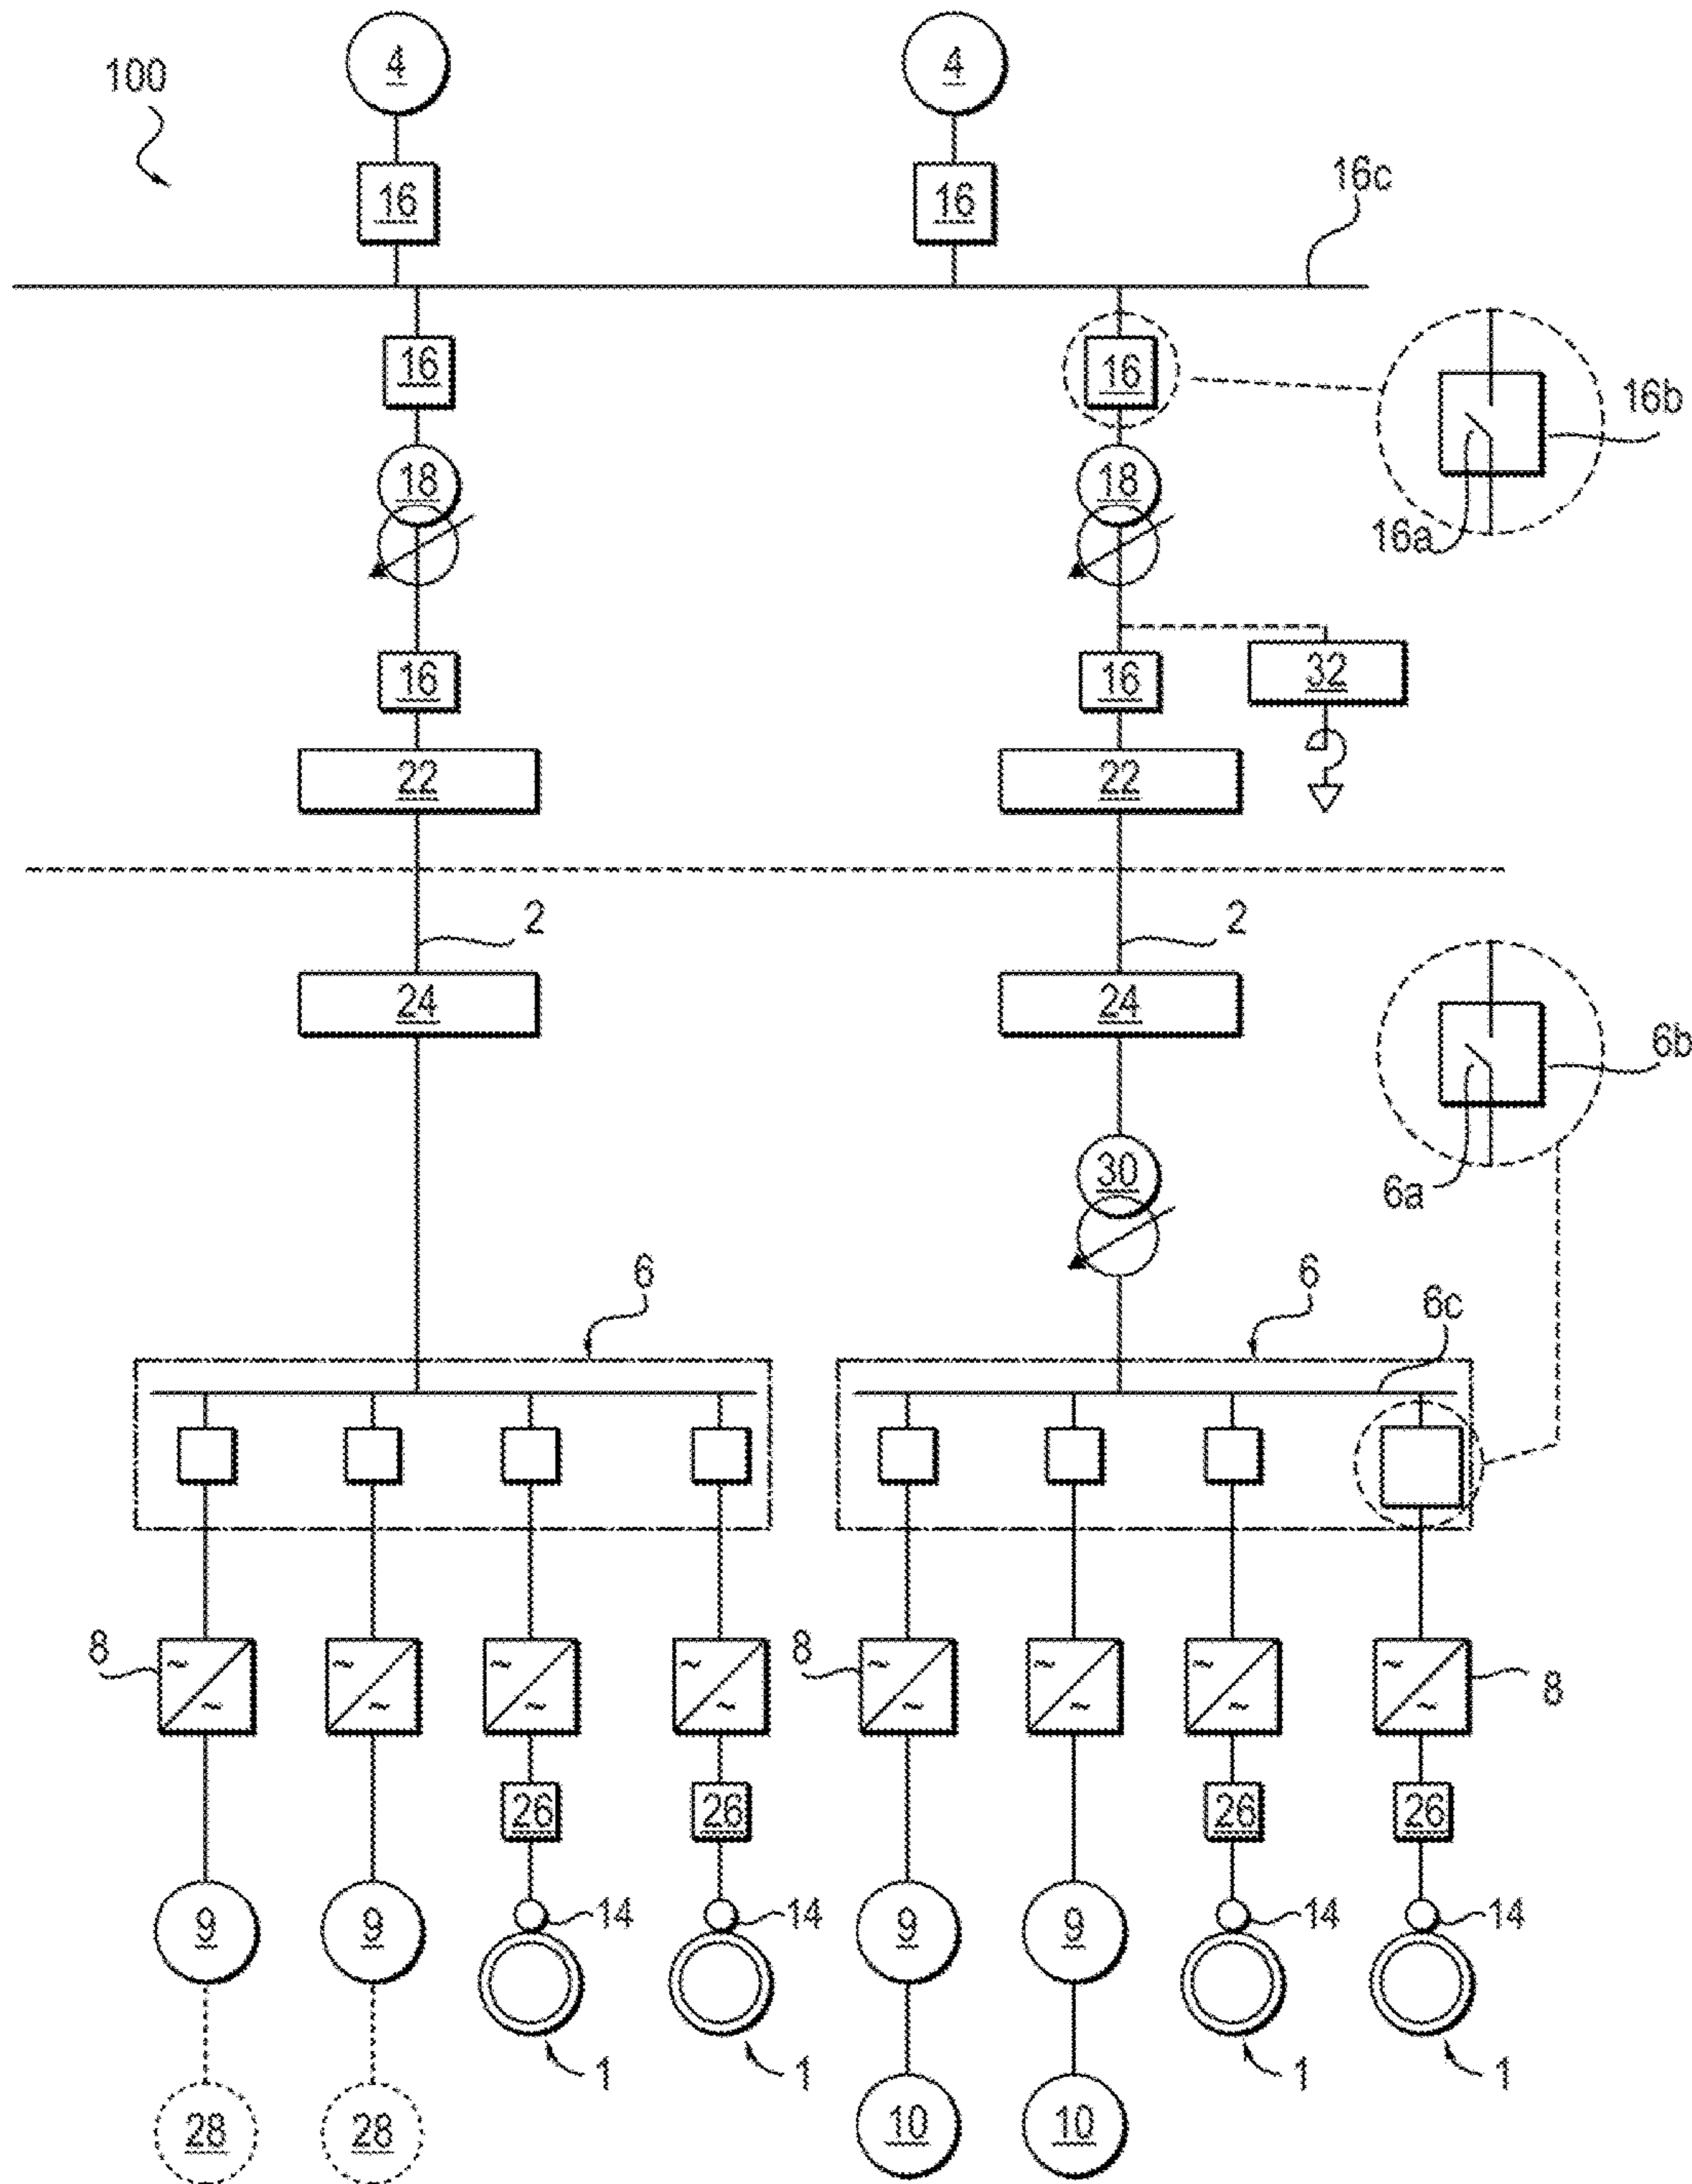 4 4
100
16 16 16c
16 16 16b
18 18
16a
16 16 32
22 22
2 2
24 24
6b
6a
30
6 6 6c
8 ~ ~ ~ ~ 8 ~ ~ ~ ~ 8
~ ~ ~ ~ ~ ~ ~ ~
26 26 26 26
9 9 14 14 9 9 14 14
1 1 1 1
28 28 10 10